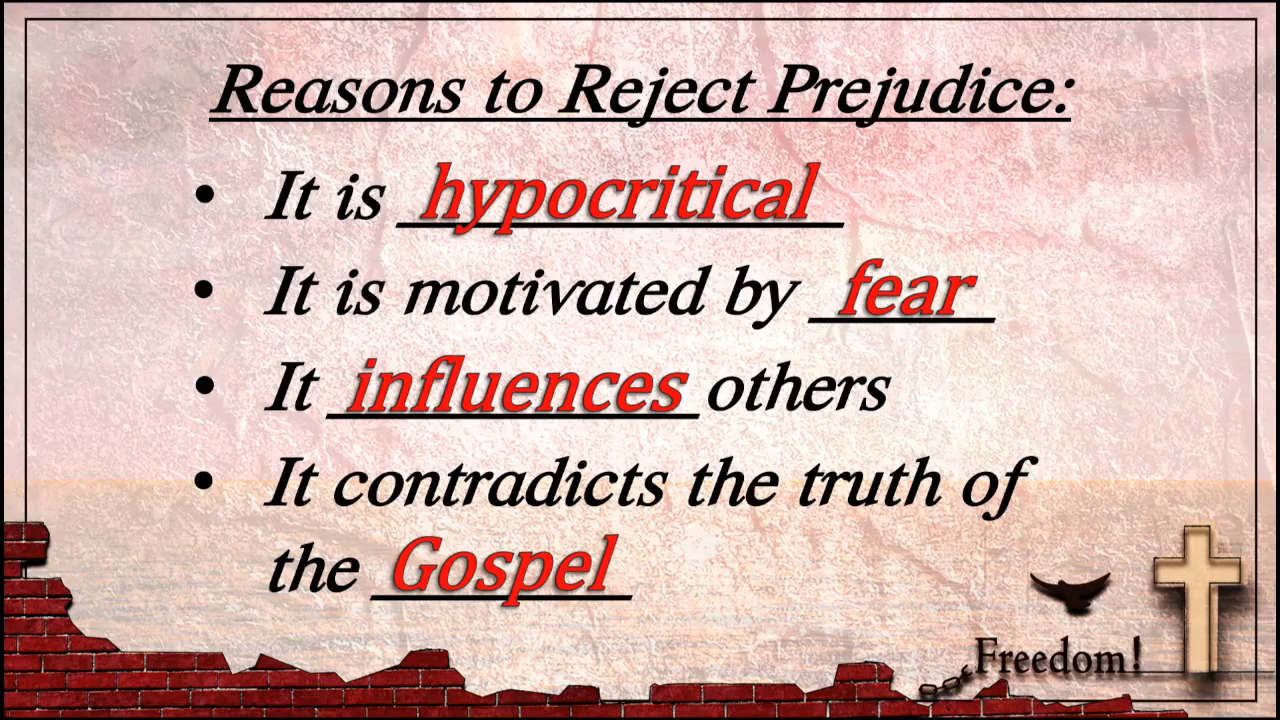 Reasons to Reject Prejudice:
• It is hypocritical
• It is motivated by fear
• It influences others
• It contradicts the truth of
the Gospel
Freedom!